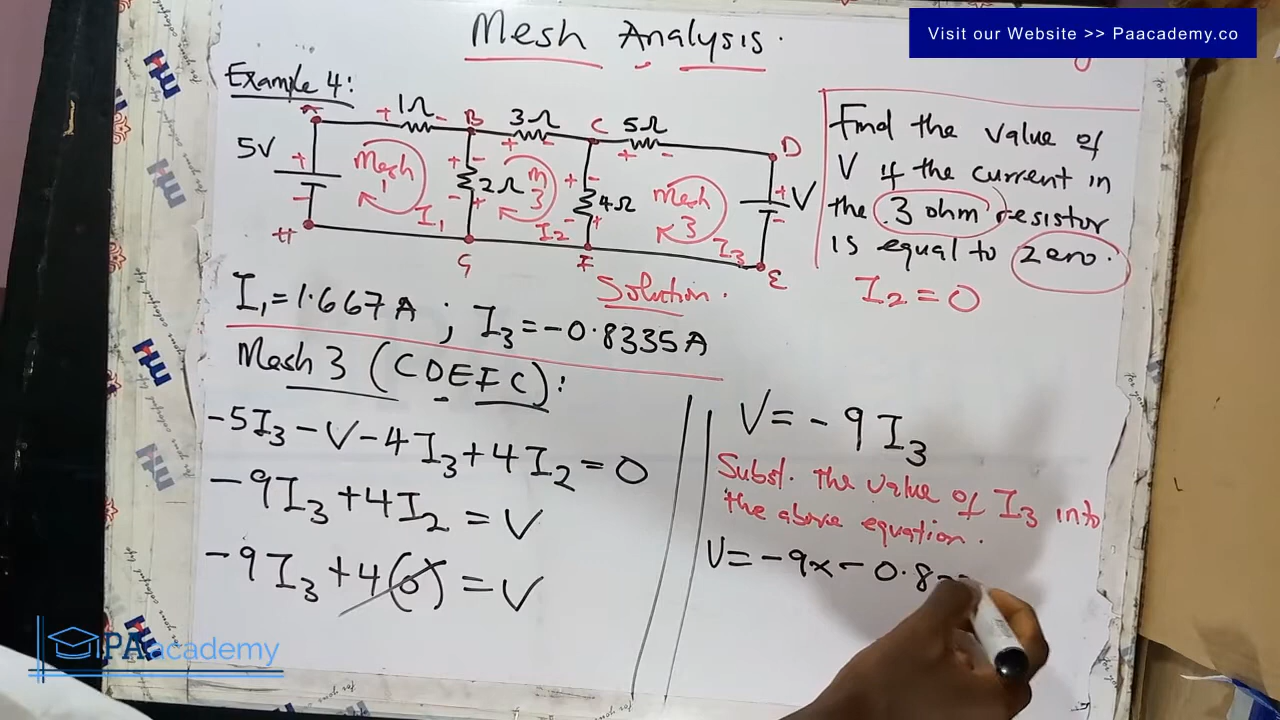 Visit our Website >> Paacademy.co
Mesh Analysis.
Example 4:
A + 1Ω - B 3Ω C 5Ω D
+ - + -
5V + - Mesh 1 I1
+ - 2Ω - + m 3 I2
+ - 4Ω - + Mesh 3 I3
+ V -
H G F E
Find the value of
V if the current in
the 3 ohm resistor
is equal to zero.
I2 = 0
Solution.
I1 = 1.667A ; I3 = -0.8335A
Mesh 3 (CDEFC):
-5I3 - V - 4I3 + 4I2 = 0
-9I3 + 4I2 = V
-9I3 + 4(0) = V
V = -9I3
Subst. the value of I3 into
the above equation.
V = -9x - 0.8
PAacademy